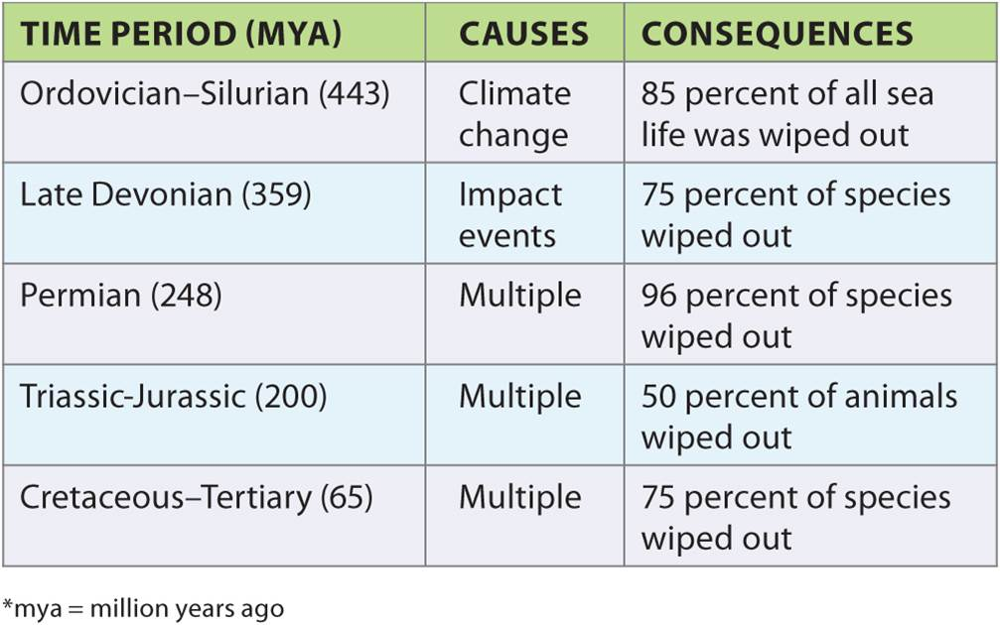 TIME PERIOD (MYA) CAUSES CONSEQUENCES
Ordovician–Silurian (443) Climate 85 percent of all sea
change life was wiped out
Late Devonian (359) Impact 75 percent of species
events wiped out
Permian (248) Multiple 96 percent of species
wiped out
Triassic-Jurassic (200) Multiple 50 percent of animals
wiped out
Cretaceous–Tertiary (65) Multiple 75 percent of species
wiped out
*mya = million years ago